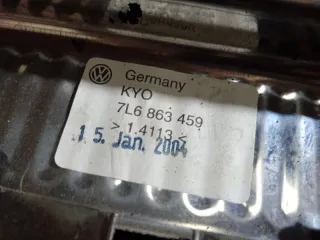 Germany
KYO
7L6 863 459
> 1.4113 <
15. Jan. 2004